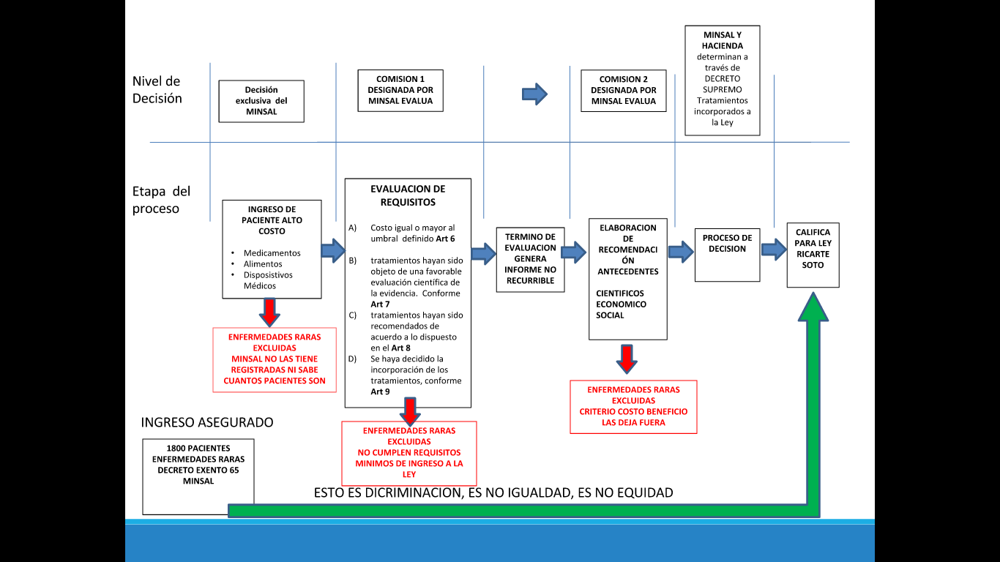 Nivel de
Decisión
Decisión
exclusiva del
MINSAL
COMISION 1
DESIGNADA POR
MINSAL EVALUA
COMISION 2
DESIGNADA POR
MINSAL EVALUA
MINSAL Y
HACIENDA
determinan a
través de
DECRETO
SUPREMO
Tratamientos
incorporados a
la Ley
Etapa del
proceso
INGRESO DE
PACIENTE ALTO
COSTO
• Medicamentos
• Alimentos
• Disposistivos
Médicos
EVALUACION DE
REQUISITOS
A) Costo igual o mayor al
umbral definido Art 6
B) tratamientos hayan sido
objeto de una favorable
evaluación científica de
la evidencia. Conforme
Art 7
C) tratamientos hayan sido
recomendados de
acuerdo a lo dispuesto
en el Art 8
D) Se haya decidido la
incorporación de los
tratamientos, conforme
Art 9
TERMINO DE
EVALUACION
GENERA
INFORME NO
RECURRIBLE
ELABORACION
DE
RECOMENDACI
ÓN
ANTECEDENTES
CIENTIFICOS
ECONOMICO
SOCIAL
PROCESO DE
DECISION
CALIFICA
PARA LEY
RICARTE
SOTO
ENFERMEDADES RARAS
EXCLUIDAS
MINSAL NO LAS TIENE
REGISTRADAS NI SABE
CUANTOS PACIENTES SON
ENFERMEDADES RARAS
EXCLUIDAS
NO CUMPLEN REQUISITOS
MINIMOS DE INGRESO A LA
LEY
ENFERMEDADES RARAS
EXCLUIDAS
CRITERIO COSTO BENEFICIO
LAS DEJA FUERA
INGRESO ASEGURADO
1800 PACIENTES
ENFERMEDADES RARAS
DECRETO EXENTO 65
MINSAL
ESTO ES DICRIMINACION, ES NO IGUALDAD, ES NO EQUIDAD